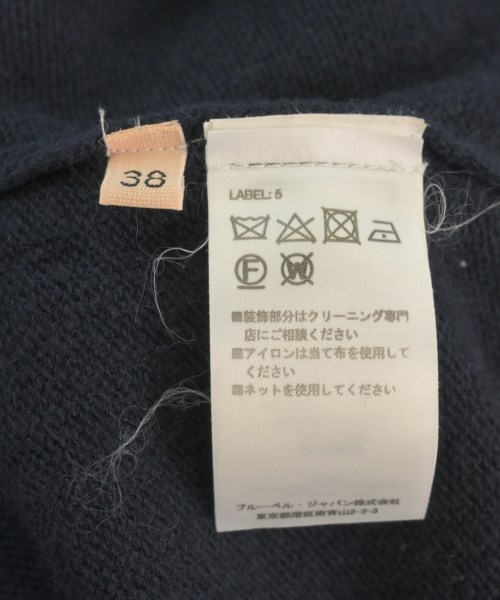 38
LABEL: 5
F W
■装飾部分はクリーニング専門
店にご相談ください
■アイロンは当て布を使用して
ください
■ネットを使用してください
ブルーベル・ジャパン株式会社
東京都港区南青山2-2-3